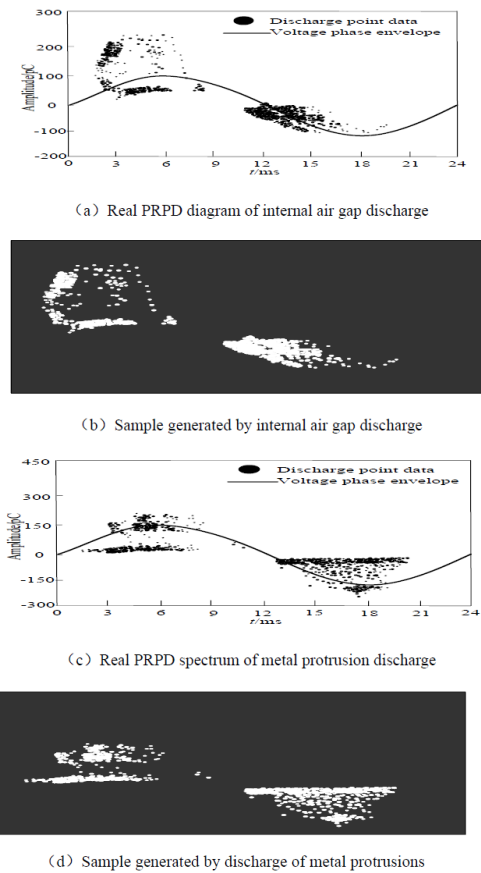 300
Discharge point data
Voltage phase envelope
200
100
0
-100
-200
Amplitude/pC
0 3 6 9 12 15 18 21 24
t/ms
（a）Real PRPD diagram of internal air gap discharge
（b）Sample generated by internal air gap discharge
450
Discharge point data
Voltage phase envelope
300
150
0
-150
-300
Amplitude/pC
0 3 6 9 12 15 18 21 24
t/ms
（c）Real PRPD spectrum of metal protrusion discharge
（d）Sample generated by discharge of metal protrusions